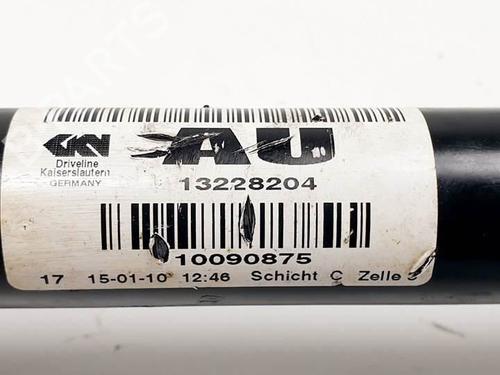 GKN
Driveline
Kaiserslautern
GERMANY
AU
13228204
10090875
17 15-01-10 12:46 Schicht C Zelle